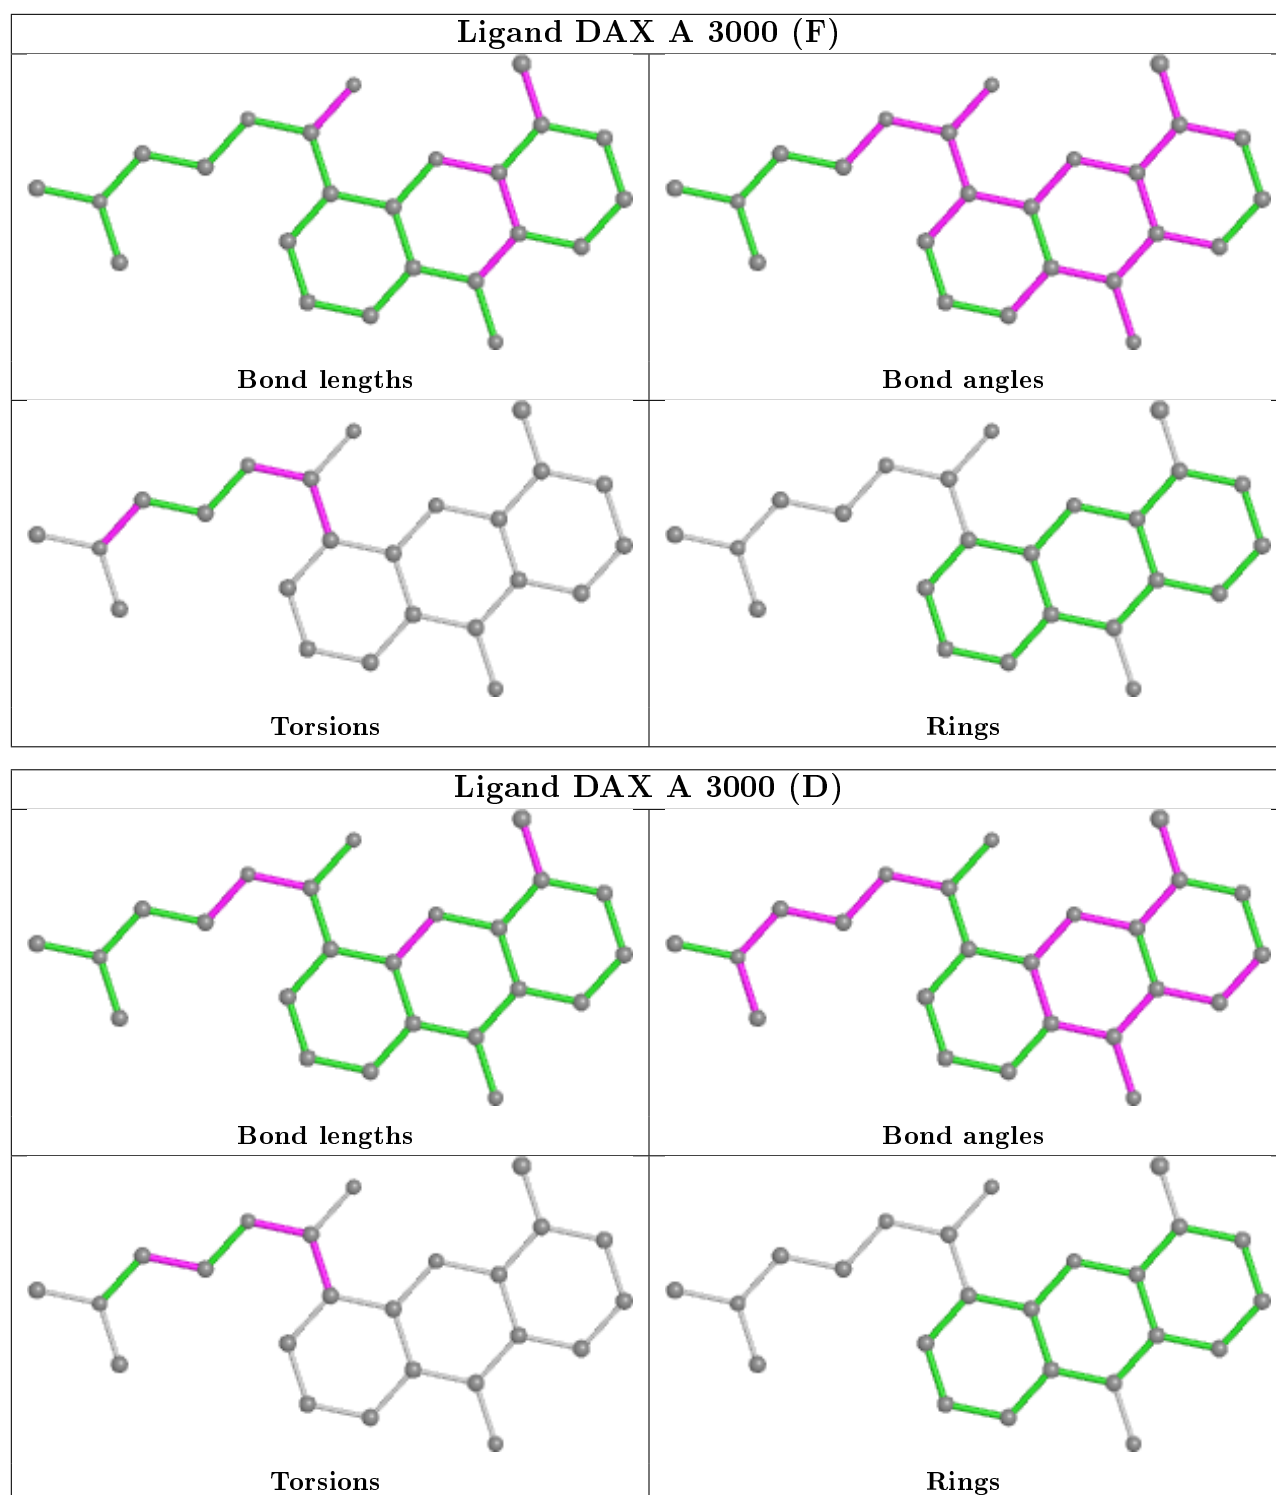 Ligand DAX A 3000 (F)
Bond lengths
Bond angles
Torsions
Rings
Ligand DAX A 3000 (D)
Bond lengths
Bond angles
Torsions
Rings